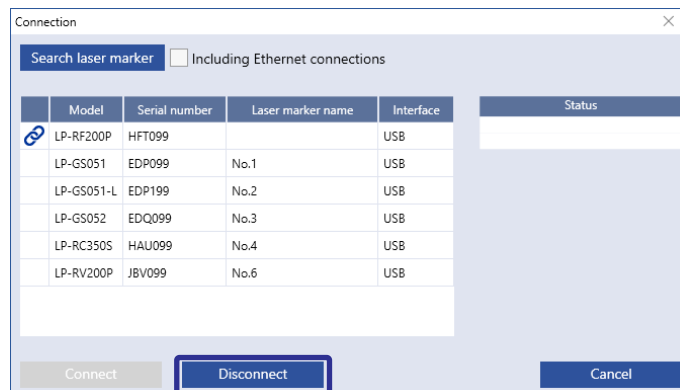 Connection
Search laser marker Including Ethernet connections
Model Serial number Laser marker name Interface Status
LP-RF200P HFT099 USB
LP-GS051 EDP099 No.1 USB
LP-GS051-L EDP199 No.2 USB
LP-GS052 EDQ099 No.3 USB
LP-RC350S HAU099 No.4 USB
LP-RV200P JBV099 No.6 USB
Connect Disconnect Cancel